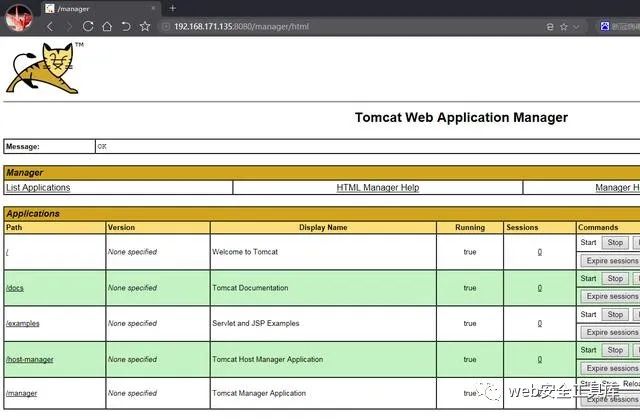 /manager
192.168.171.135:8080/manager/html
TM
Tomcat Web Application Manager
Message: OK
Manager
List Applications HTML Manager Help Manager H
Applications
Path Version Display Name Running Sessions Commands
/ None specified Welcome to Tomcat true 0 Start Stop
Expire sessions
/docs None specified Tomcat Documentation true 0 Start Stop
Expire sessions
/examples None specified Servlet and JSP Examples true 0 Start Stop
Expire sessions
/host-manager None specified Tomcat Host Manager Application true 0 Start Stop
Expire sessions
/manager None specified Tomcat Manager Application true 0 Start Stop Reloa
Expire sessions
web安全工具库